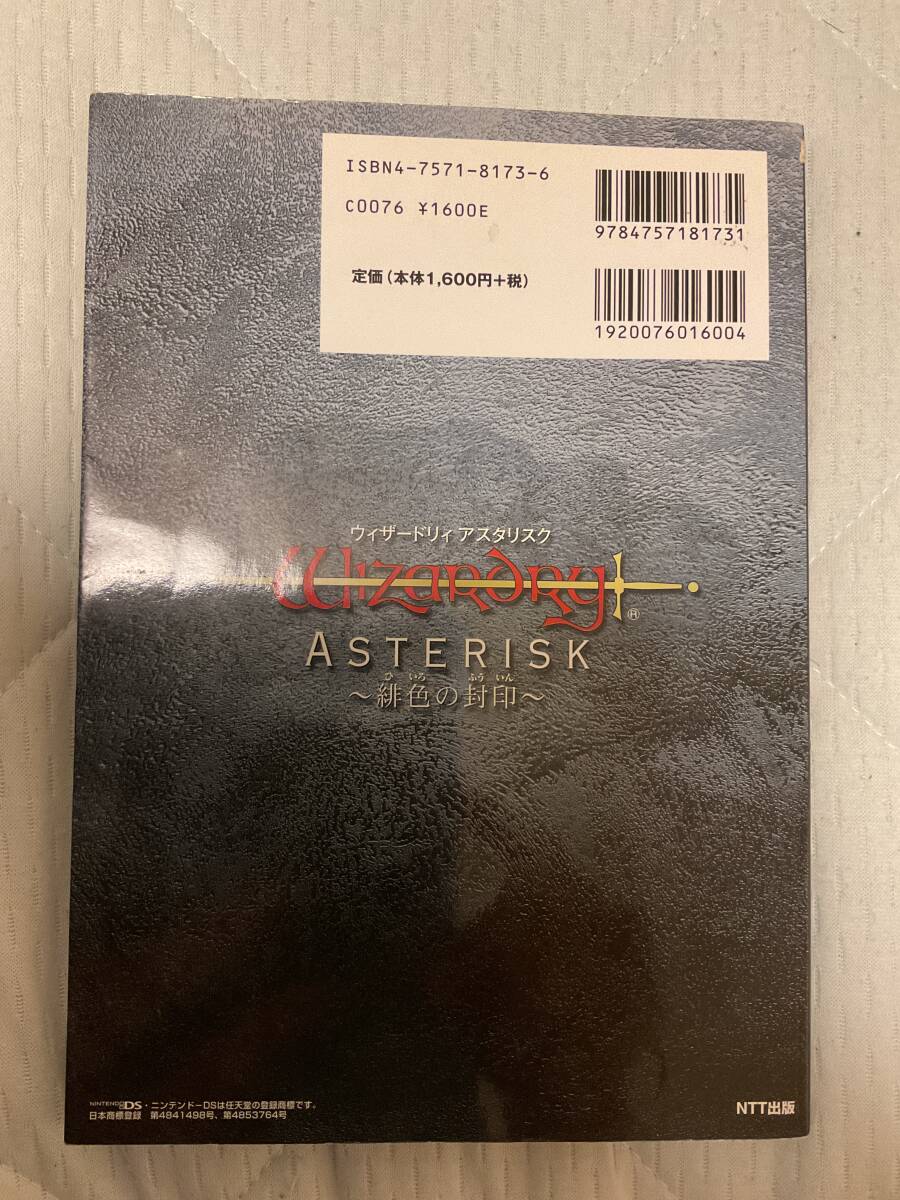 ISBN4-7571-8173-6
C0076 ¥1600E
定価(本体1,600円+税)
9784757181731
1920076016004
ウィザードリィ アスタリスク
Wizardry®
ASTERISK
ひいろ ふういん
～緋色の封印～
NINTENDO DS・ニンテンドーDSは任天堂の登録商標です。
日本商標登録 第4841498号、第4853764号
NTT出版